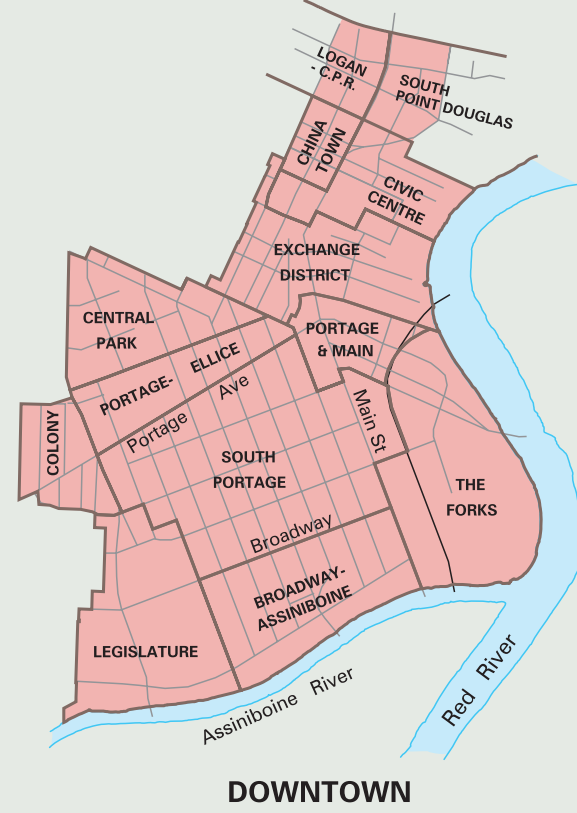 LOGAN
- C.P.R.
SOUTH
POINT DOUGLAS
CHINA
TOWN
CIVIC
CENTRE
EXCHANGE
DISTRICT
CENTRAL
PARK
PORTAGE
& MAIN
PORTAGE-
ELLICE
Portage
Ave
Main St
COLONY
SOUTH
PORTAGE
THE
FORKS
Broadway
BROADWAY-
ASSINIBOINE
LEGISLATURE
Assiniboine River
Red River
DOWNTOWN